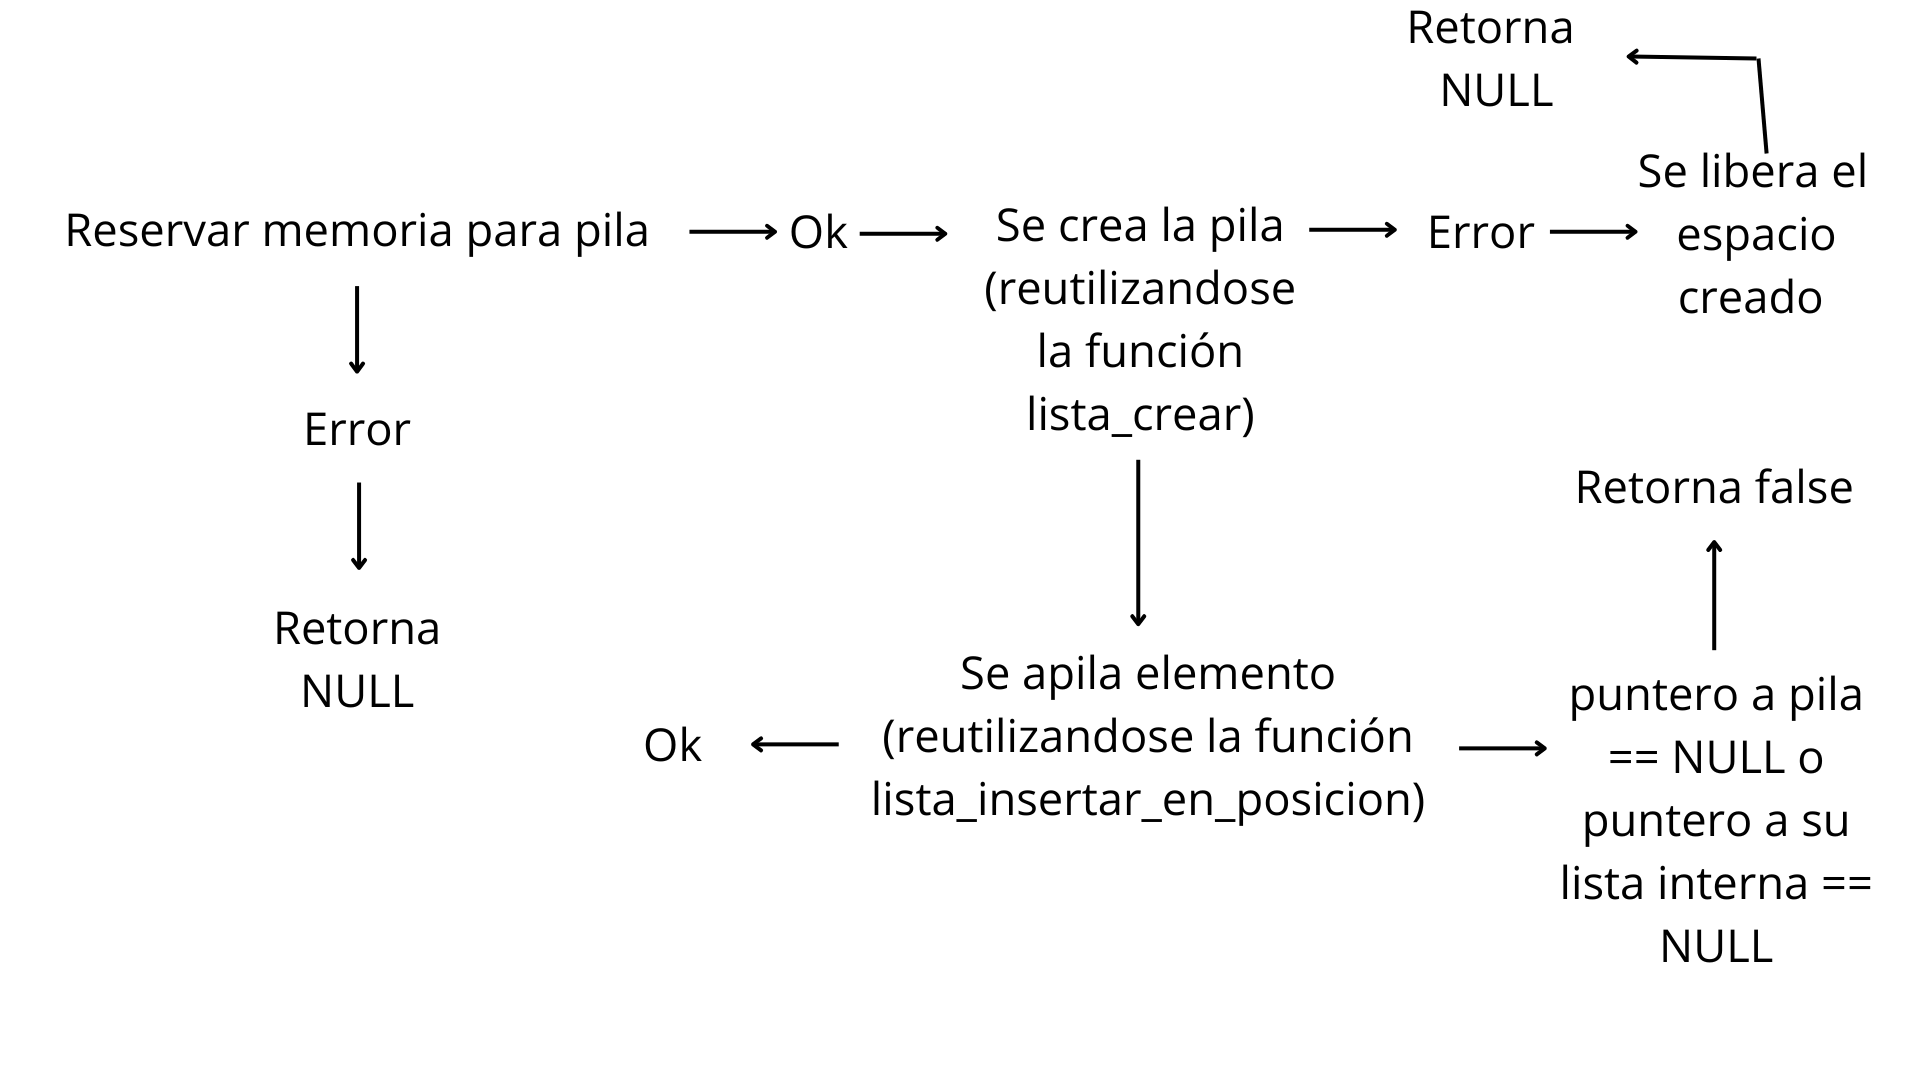 Retorna
NULL
Reservar memoria para pila
Ok
Se crea la pila
(reutilizandose
la función
lista_crear)
Error
Se libera el
espacio
creado
Error
Retorna
NULL
Retorna false
Se apila elemento
(reutilizandose la función
lista_insertar_en_posicion)
Ok
puntero a pila
== NULL o
puntero a su
lista interna ==
NULL